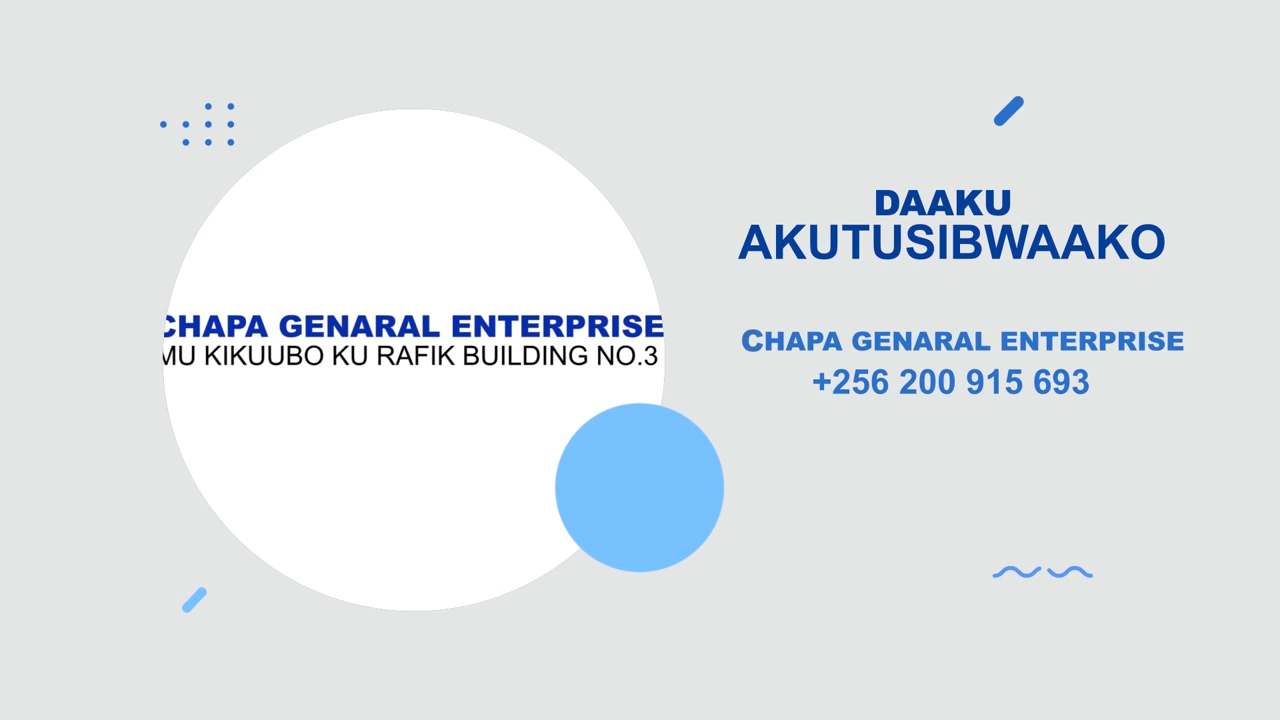 CHAPA GENARAL ENTERPRISE
MU KIKUUBO KU RAFIK BUILDING NO.3
DAAKU
AKUTUSIBWAAKO
CHAPA GENARAL ENTERPRISE
+256 200 915 693